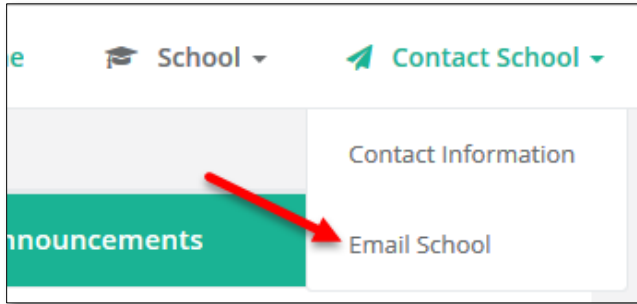 e School Contact School
Contact Information
nnouncements Email School